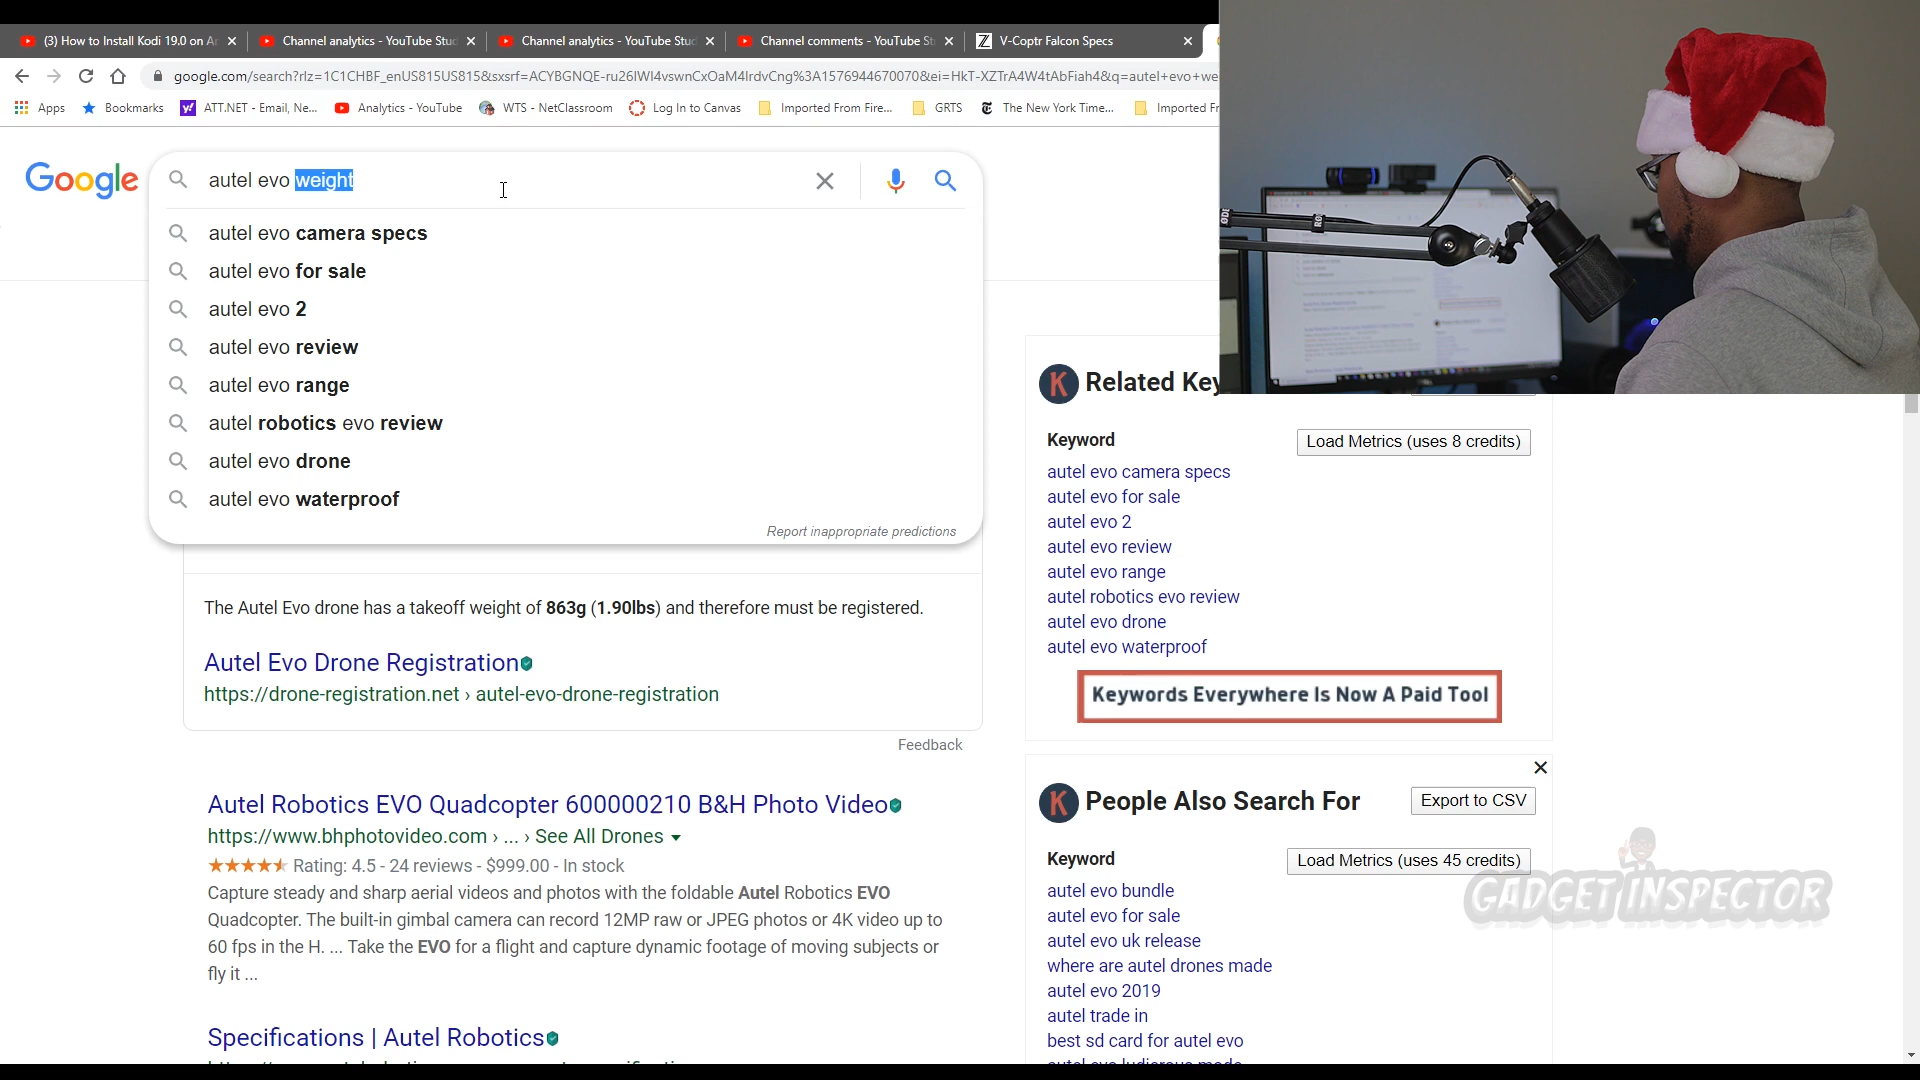 (3) How to Install Kodi 19.0 on An
Channel analytics - YouTube Stud
Channel analytics - YouTube Stud
Channel comments - YouTube St
V-Coptr Falcon Specs
google.com/search?rlz=1C1CHBF_enUS815US815&sxsrf=ACYBGNQE-ru26IWI4vswnCxOaM4IrdvCng%3A1576944670070&ei=HkT-XZTrA4W4tAbFiah4&q=autel+evo+we
Apps
Bookmarks
ATT.NET - Email, Ne...
Analytics - YouTube
WTS - NetClassroom
Log In to Canvas
Imported From Fire...
GRTS
The New York Time...
Imported Fr
Google
autel evo weight
autel evo camera specs
autel evo for sale
autel evo 2
autel evo review
autel evo range
autel robotics evo review
autel evo drone
autel evo waterproof
Report inappropriate predictions
The Autel Evo drone has a takeoff weight of 863g (1.90lbs) and therefore must be registered.
Autel Evo Drone Registration
https://drone-registration.net › autel-evo-drone-registration
Feedback
Autel Robotics EVO Quadcopter 600000210 B&H Photo Video
https://www.bhphotovideo.com › ... › See All Drones
Rating: 4.5 - 24 reviews - $999.00 - In stock
Capture steady and sharp aerial videos and photos with the foldable Autel Robotics EVO
Quadcopter. The built-in gimbal camera can record 12MP raw or JPEG photos or 4K video up to
60 fps in the H. ... Take the EVO for a flight and capture dynamic footage of moving subjects or
fly it ...
Specifications | Autel Robotics
K Related Key
Keyword
Load Metrics (uses 8 credits)
autel evo camera specs
autel evo for sale
autel evo 2
autel evo review
autel evo range
autel robotics evo review
autel evo drone
autel evo waterproof
Keywords Everywhere Is Now A Paid Tool
K People Also Search For
Export to CSV
Keyword
Load Metrics (uses 45 credits)
autel evo bundle
autel evo for sale
autel evo uk release
where are autel drones made
autel evo 2019
autel trade in
best sd card for autel evo
GADGET INSPECTOR